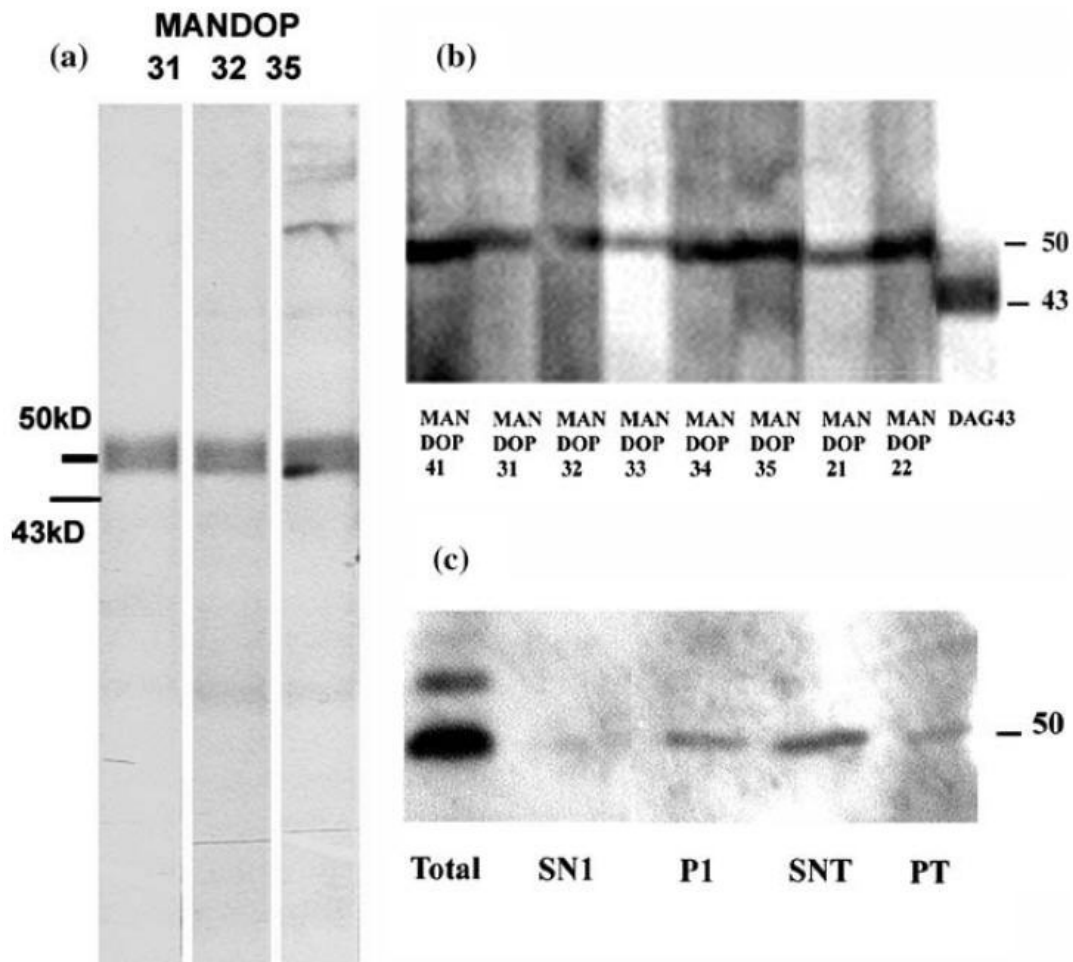 MANDOP
(a)
31 32 35
50kD
43kD
(b)
50
43
MAN MAN MAN MAN MAN MAN MAN MAN DAG43
DOP DOP DOP DOP DOP DOP DOP DOP
41 31 32 33 34 35 21 22
(c)
50
Total SN1 P1 SNT PT